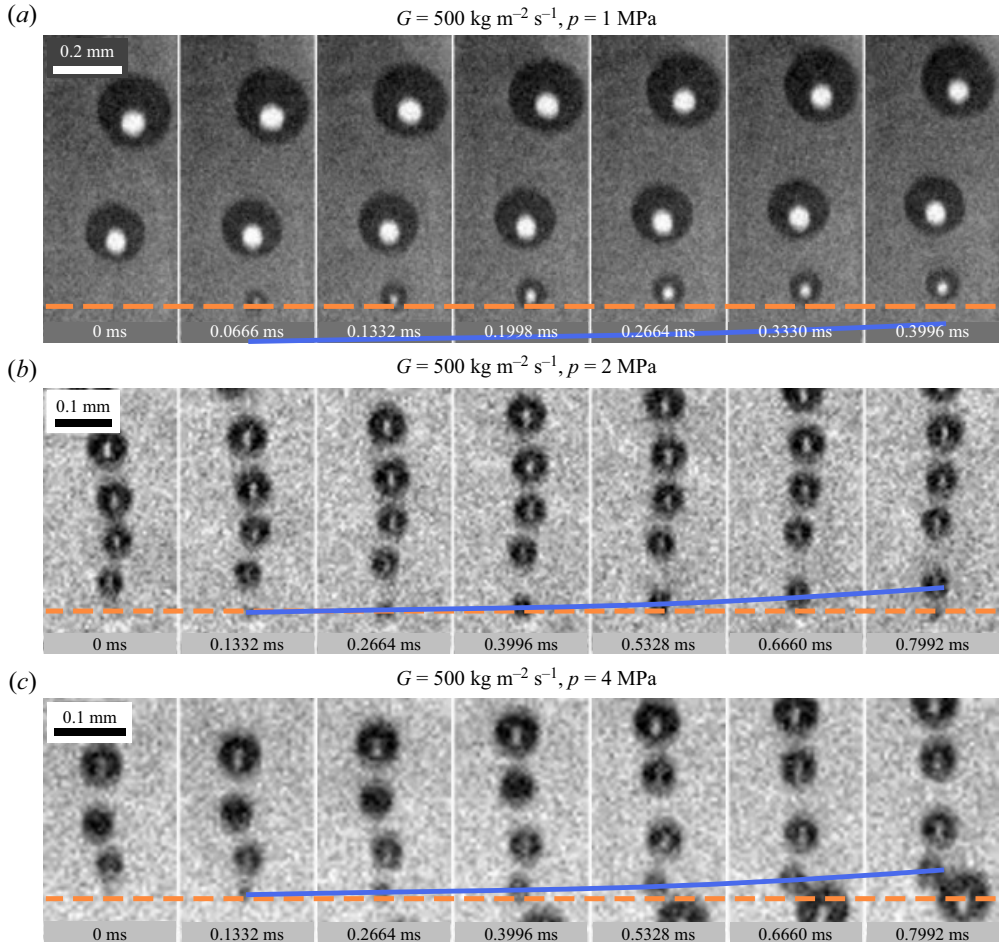 (a)
G = 500 kg m⁻² s⁻¹, p = 1 MPa
0.2 mm
0 ms 0.0666 ms 0.1332 ms 0.1998 ms 0.2664 ms 0.3330 ms 0.3996 ms
(b)
G = 500 kg m⁻² s⁻¹, p = 2 MPa
0.1 mm
0 ms 0.1332 ms 0.2664 ms 0.3996 ms 0.5328 ms 0.6660 ms 0.7992 ms
(c)
G = 500 kg m⁻² s⁻¹, p = 4 MPa
0.1 mm
0 ms 0.1332 ms 0.2664 ms 0.3996 ms 0.5328 ms 0.6660 ms 0.7992 ms